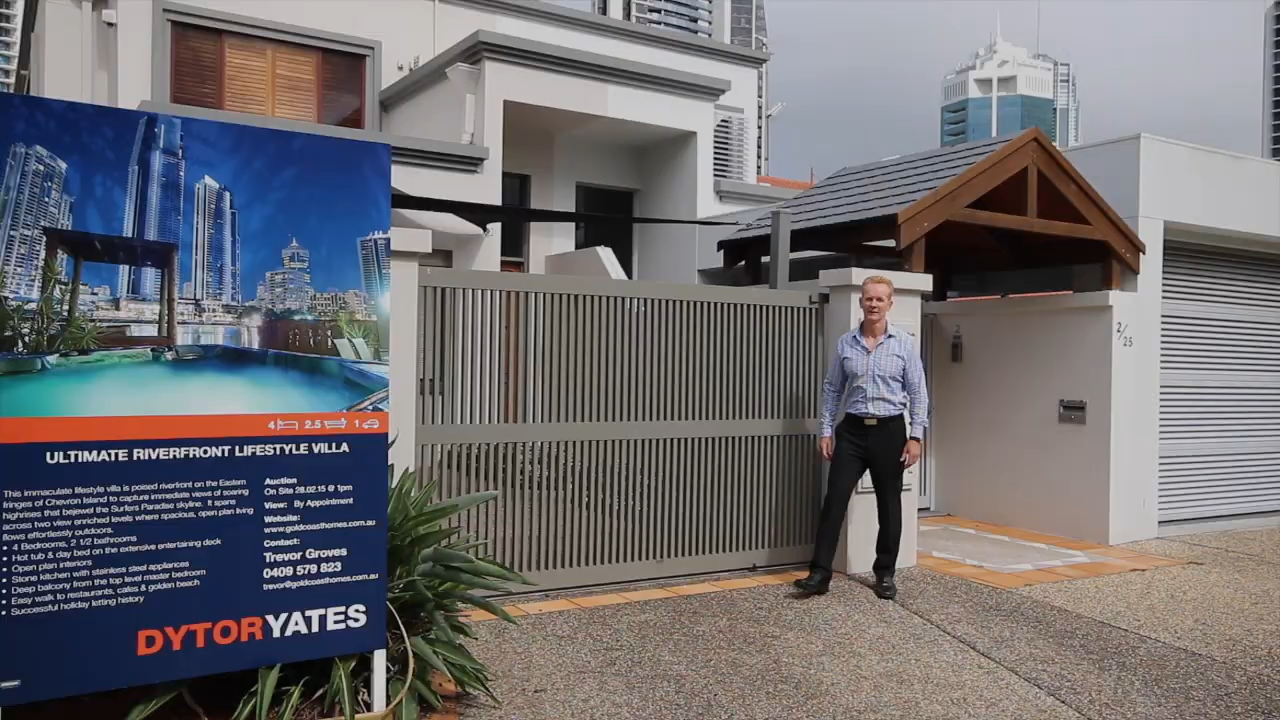 4 2.5 1
ULTIMATE RIVERFRONT LIFESTYLE VILLA
This immaculate lifestyle villa is poised riverfront on the Eastern
fringes of Chevron Island to capture immediate views of soaring
highrises that bejewel the Surfers Paradise skyline. It spans
across two view enriched levels where spacious, open plan living
flows effortlessly outdoors.
• 4 Bedrooms, 2 1/2 bathrooms
• Hot tub & day bed on the extensive entertaining deck
• Open plan interiors
• Stone kitchen with stainless steel appliances
• Deep balcony from the top level master bedroom
• Easy walk to restaurants, cafes & golden beach
• Successful holiday letting history
Auction
On Site 28.02.15 @ 1pm
View: By Appointment
Website:
www.goldcoasthomes.com.au
Contact:
Trevor Groves
0409 579 823
trevor@goldcoasthomes.com.au
DYTORYATES
2
2/25